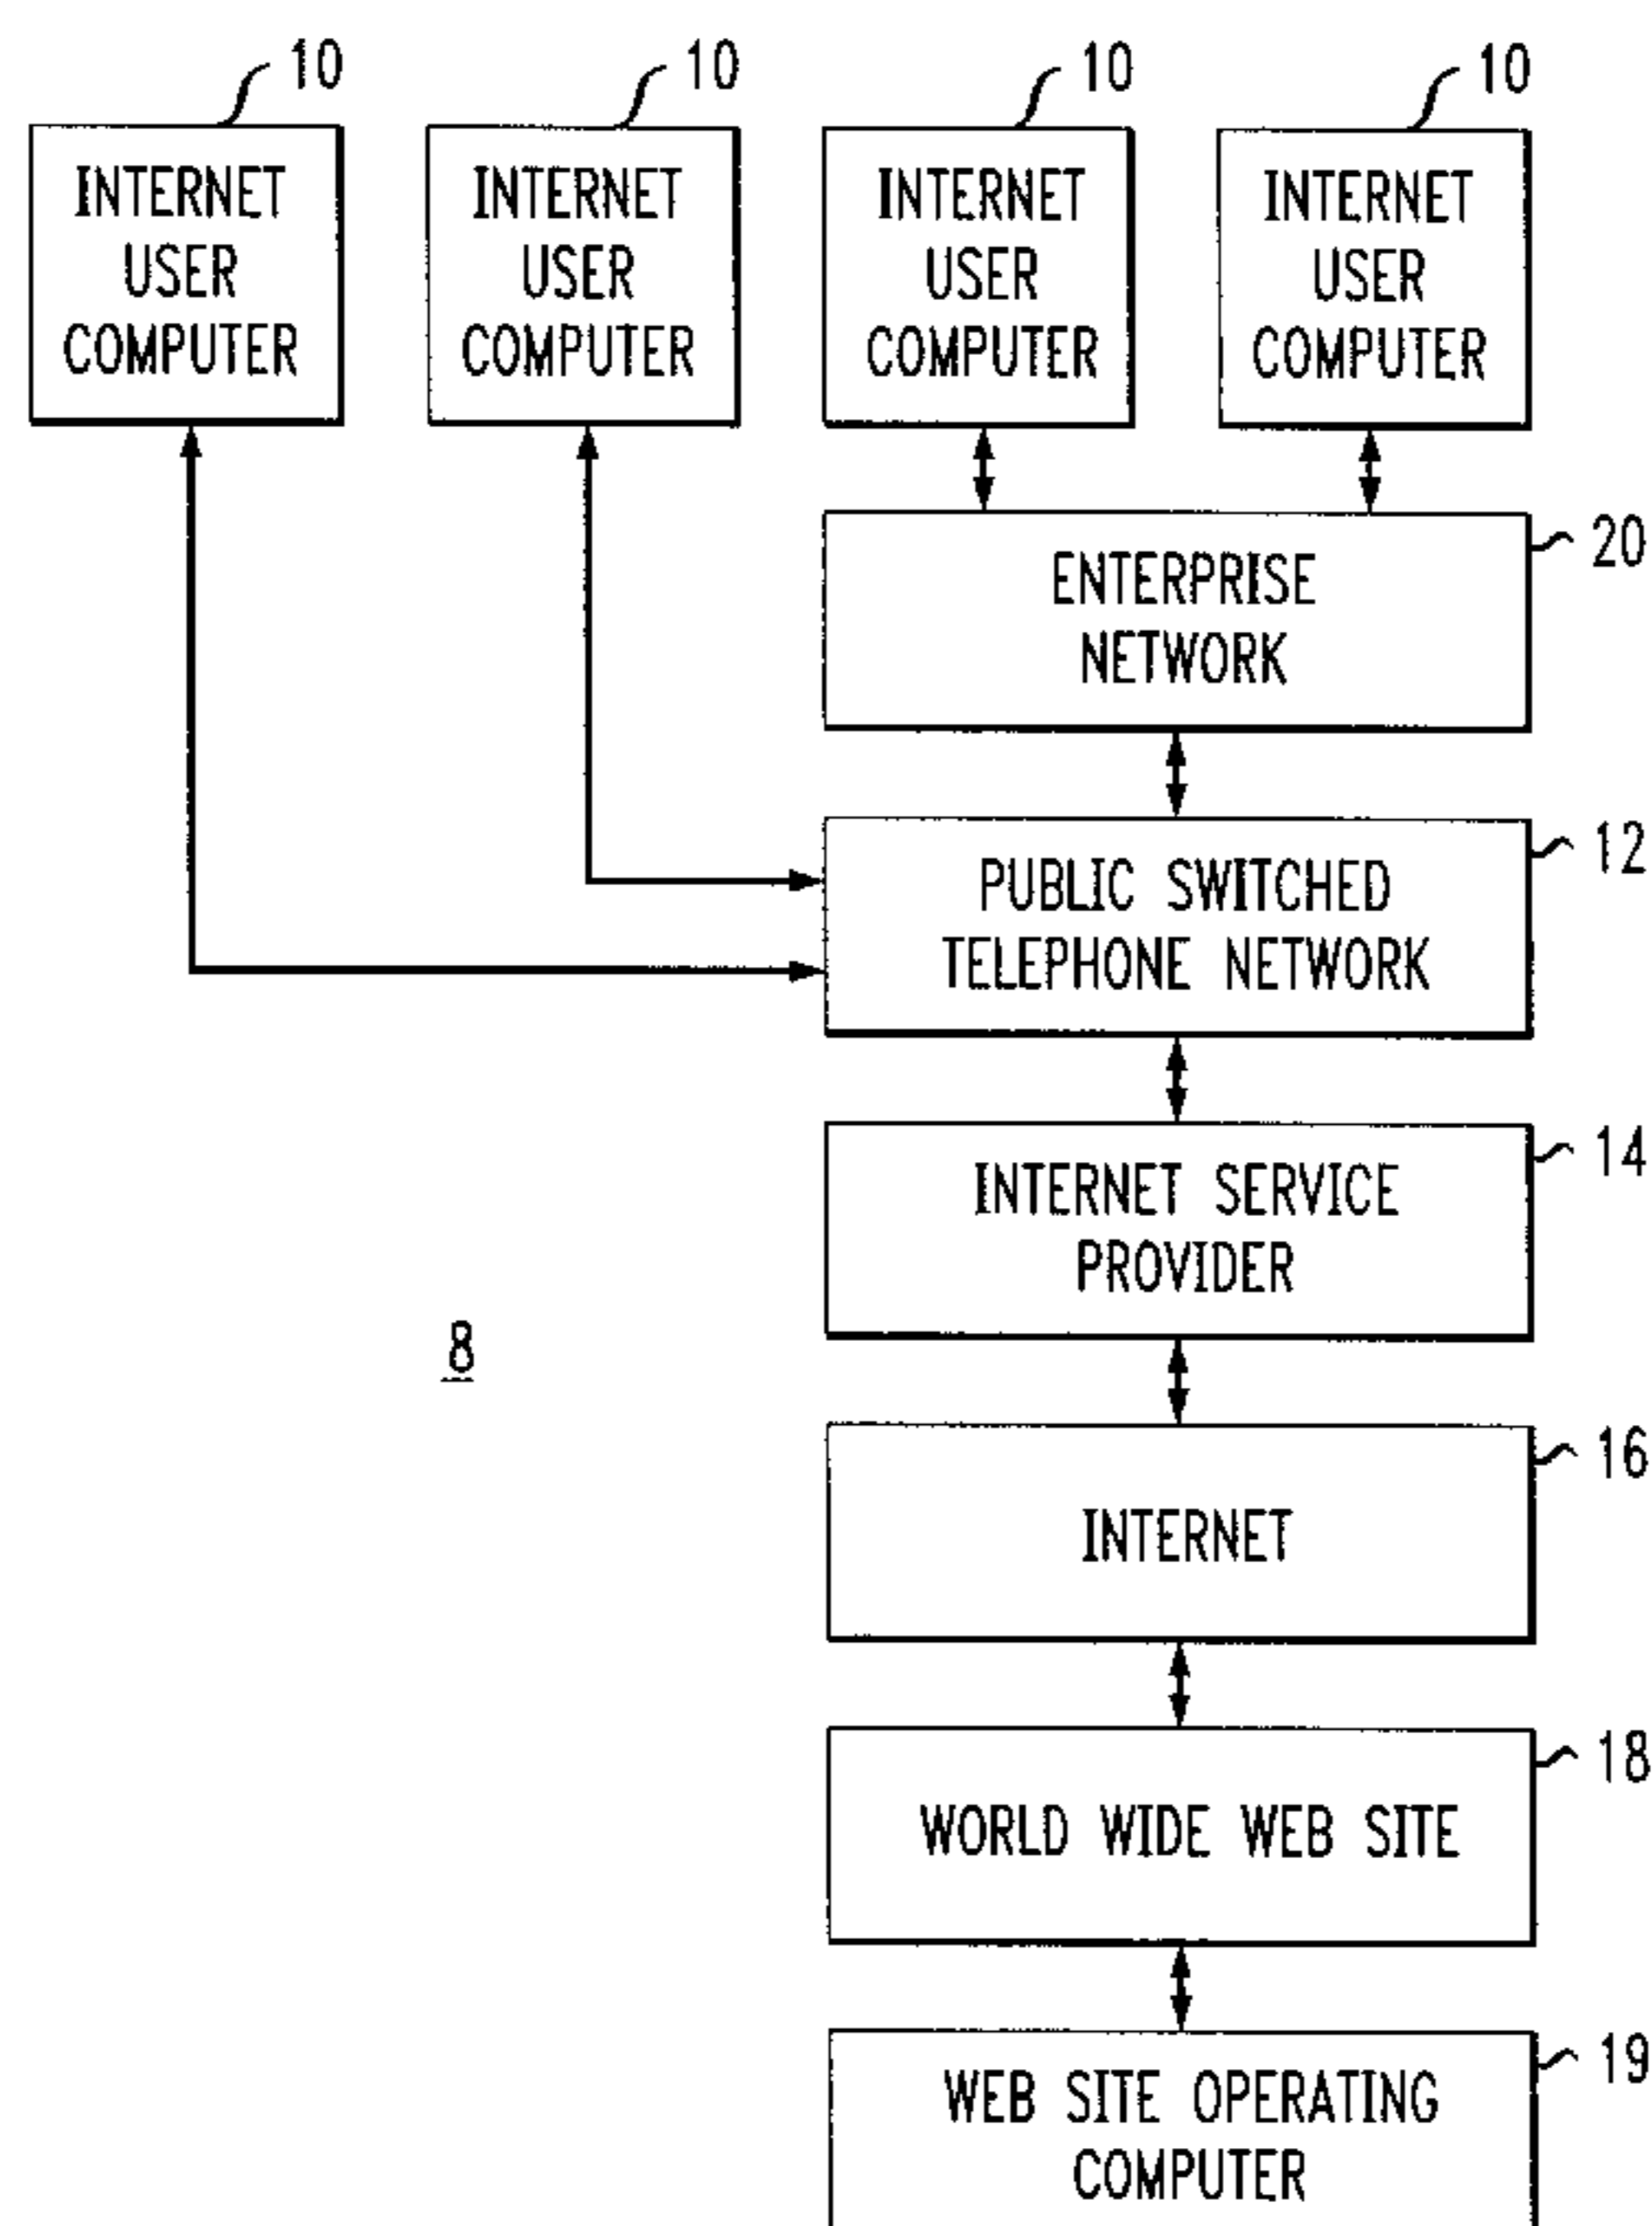 10 10 10 10
INTERNET
USER
COMPUTER
INTERNET
USER
COMPUTER
INTERNET
USER
COMPUTER
INTERNET
USER
COMPUTER
20
ENTERPRISE
NETWORK
12
PUBLIC SWITCHED
TELEPHONE NETWORK
14
INTERNET SERVICE
PROVIDER
8
16
INTERNET
18
WORLD WIDE WEB SITE
19
WEB SITE OPERATING
COMPUTER